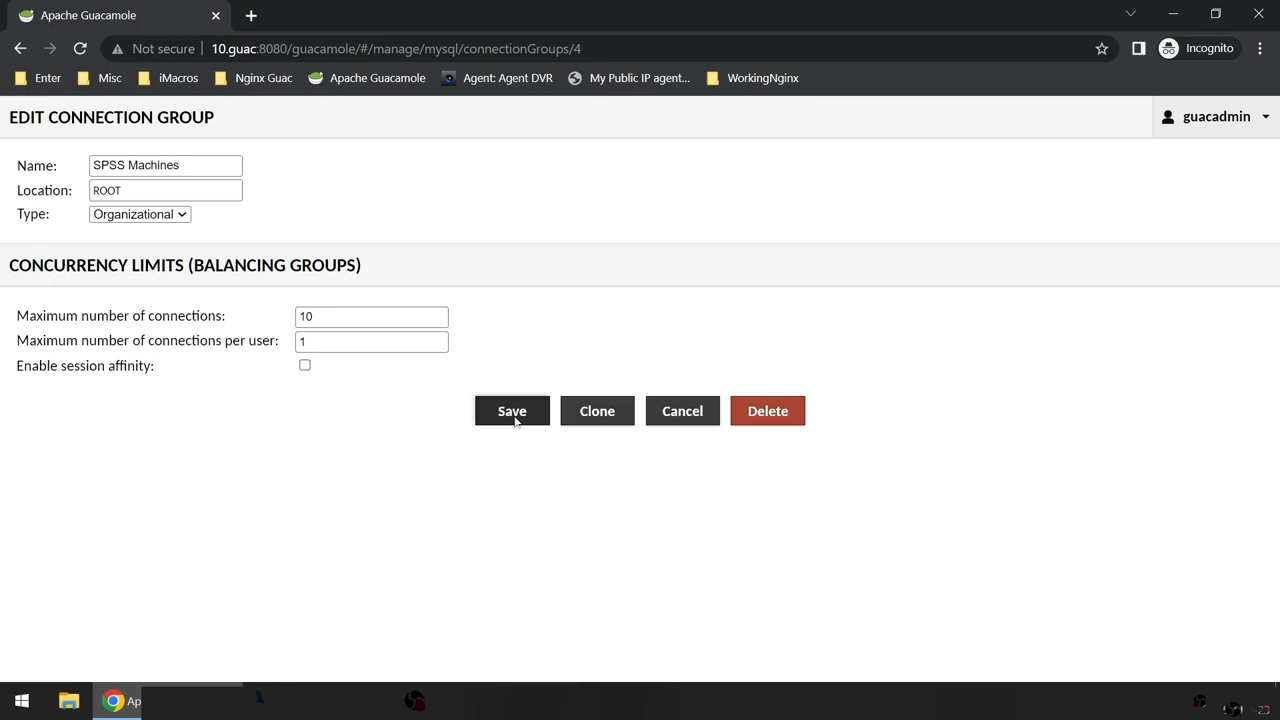 Apache Guacamole
Not secure
10.guac:8080/guacamole/#/manage/mysql/connectionGroups/4
Incognito
Enter
Misc
iMacros
Nginx Guac
Apache Guacamole
Agent: Agent DVR
My Public IP agent...
WorkingNginx
EDIT CONNECTION GROUP
guacadmin
Name:
SPSS Machines
Location:
ROOT
Type:
Organizational
CONCURRENCY LIMITS (BALANCING GROUPS)
Maximum number of connections:
10
Maximum number of connections per user:
1
Enable session affinity:
Save
Clone
Cancel
Delete
Ap